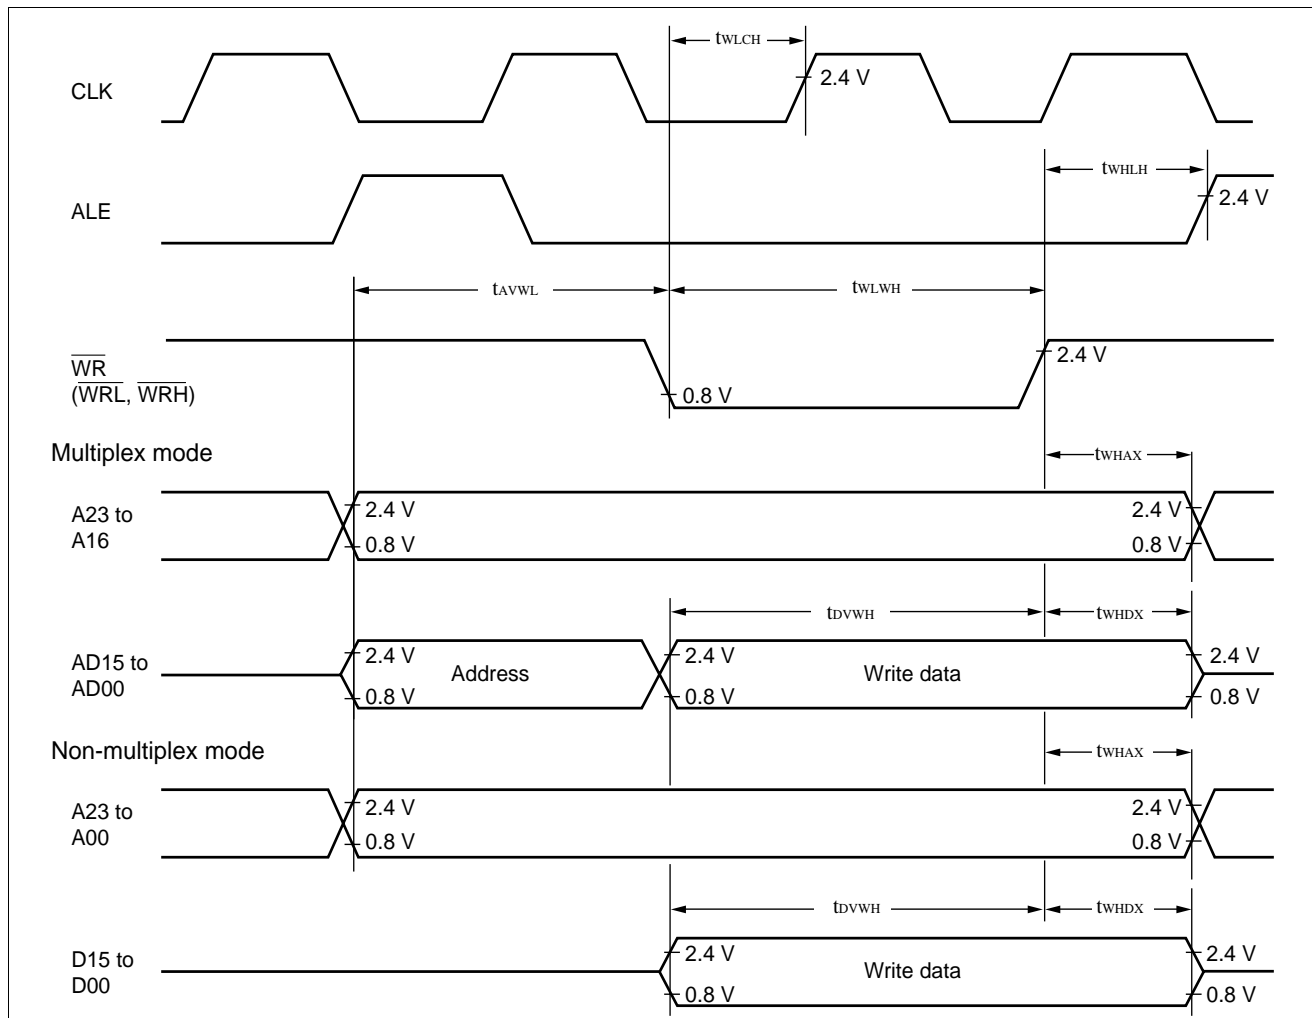 tWLCH
CLK
2.4 V
tWHLH
ALE
2.4 V
tAVWL
tWLWH
WR
(WRL, WRH)
2.4 V
0.8 V
Multiplex mode
tWHAX
A23 to
A16
2.4 V
0.8 V
2.4 V
0.8 V
tDVWH
tWHDX
AD15 to
AD00
2.4 V
0.8 V
Address
2.4 V
0.8 V
Write data
2.4 V
0.8 V
Non-multiplex mode
tWHAX
A23 to
A00
2.4 V
0.8 V
2.4 V
0.8 V
tDVWH
tWHDX
D15 to
D00
2.4 V
0.8 V
Write data
2.4 V
0.8 V